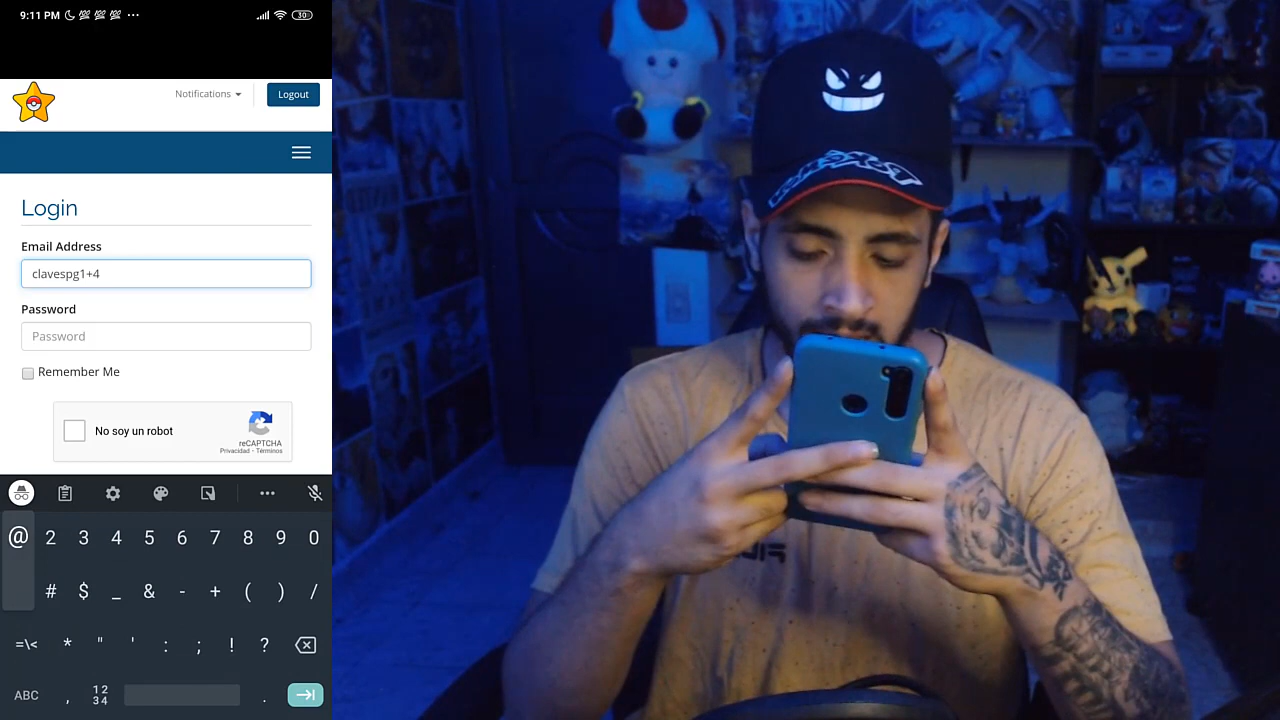 9:11 PM 💯 💯 💯 ...
30
Notifications
Logout
Login
Email Address
clavespg1+4
Password
Password
Remember Me
No soy un robot
reCAPTCHA
Privacidad - Términos
@ 2 3 4 5 6 7 8 9 0
# $ _ & - + ( ) /
=\< * " ' : ; ! ?
ABC , 12 .
34